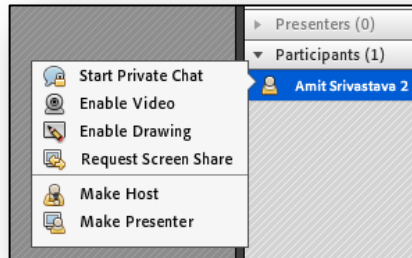 Presenters (0)
Participants (1)
Amit Srivastava 2
Start Private Chat
Enable Video
Enable Drawing
Request Screen Share
Make Host
Make Presenter